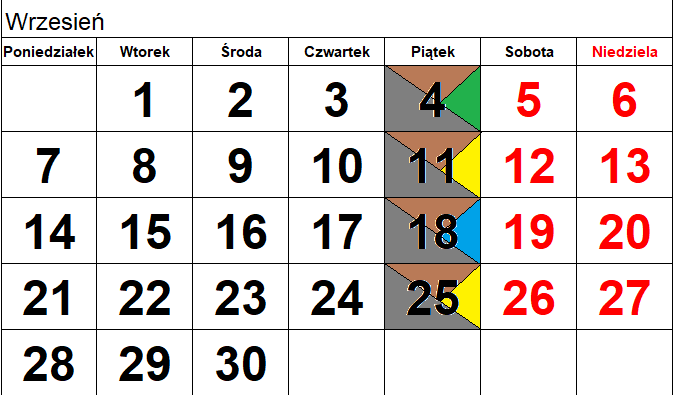 Wrzesień
Poniedziałek Wtorek Środa Czwartek Piątek Sobota Niedziela
1 2 3 4 5 6
7 8 9 10 11 12 13
14 15 16 17 18 19 20
21 22 23 24 25 26 27
28 29 30